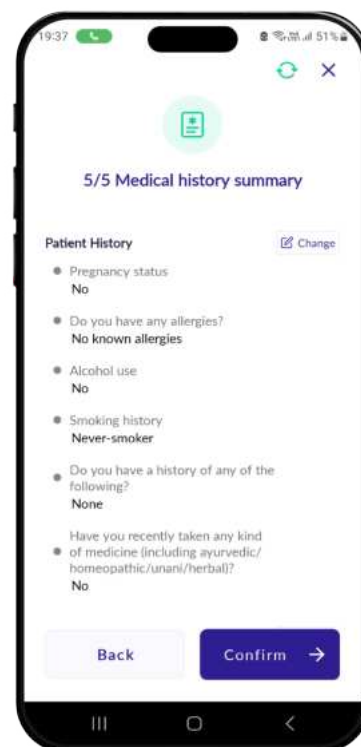 19:37
51%
5/5 Medical history summary
Patient History
Change
Pregnancy status
No
Do you have any allergies?
No known allergies
Alcohol use
No
Smoking history
Never-smoker
Do you have a history of any of the
following?
None
Have you recently taken any kind
of medicine (including ayurvedic/
homeopathic/unani/herbal)?
No
Back
Confirm